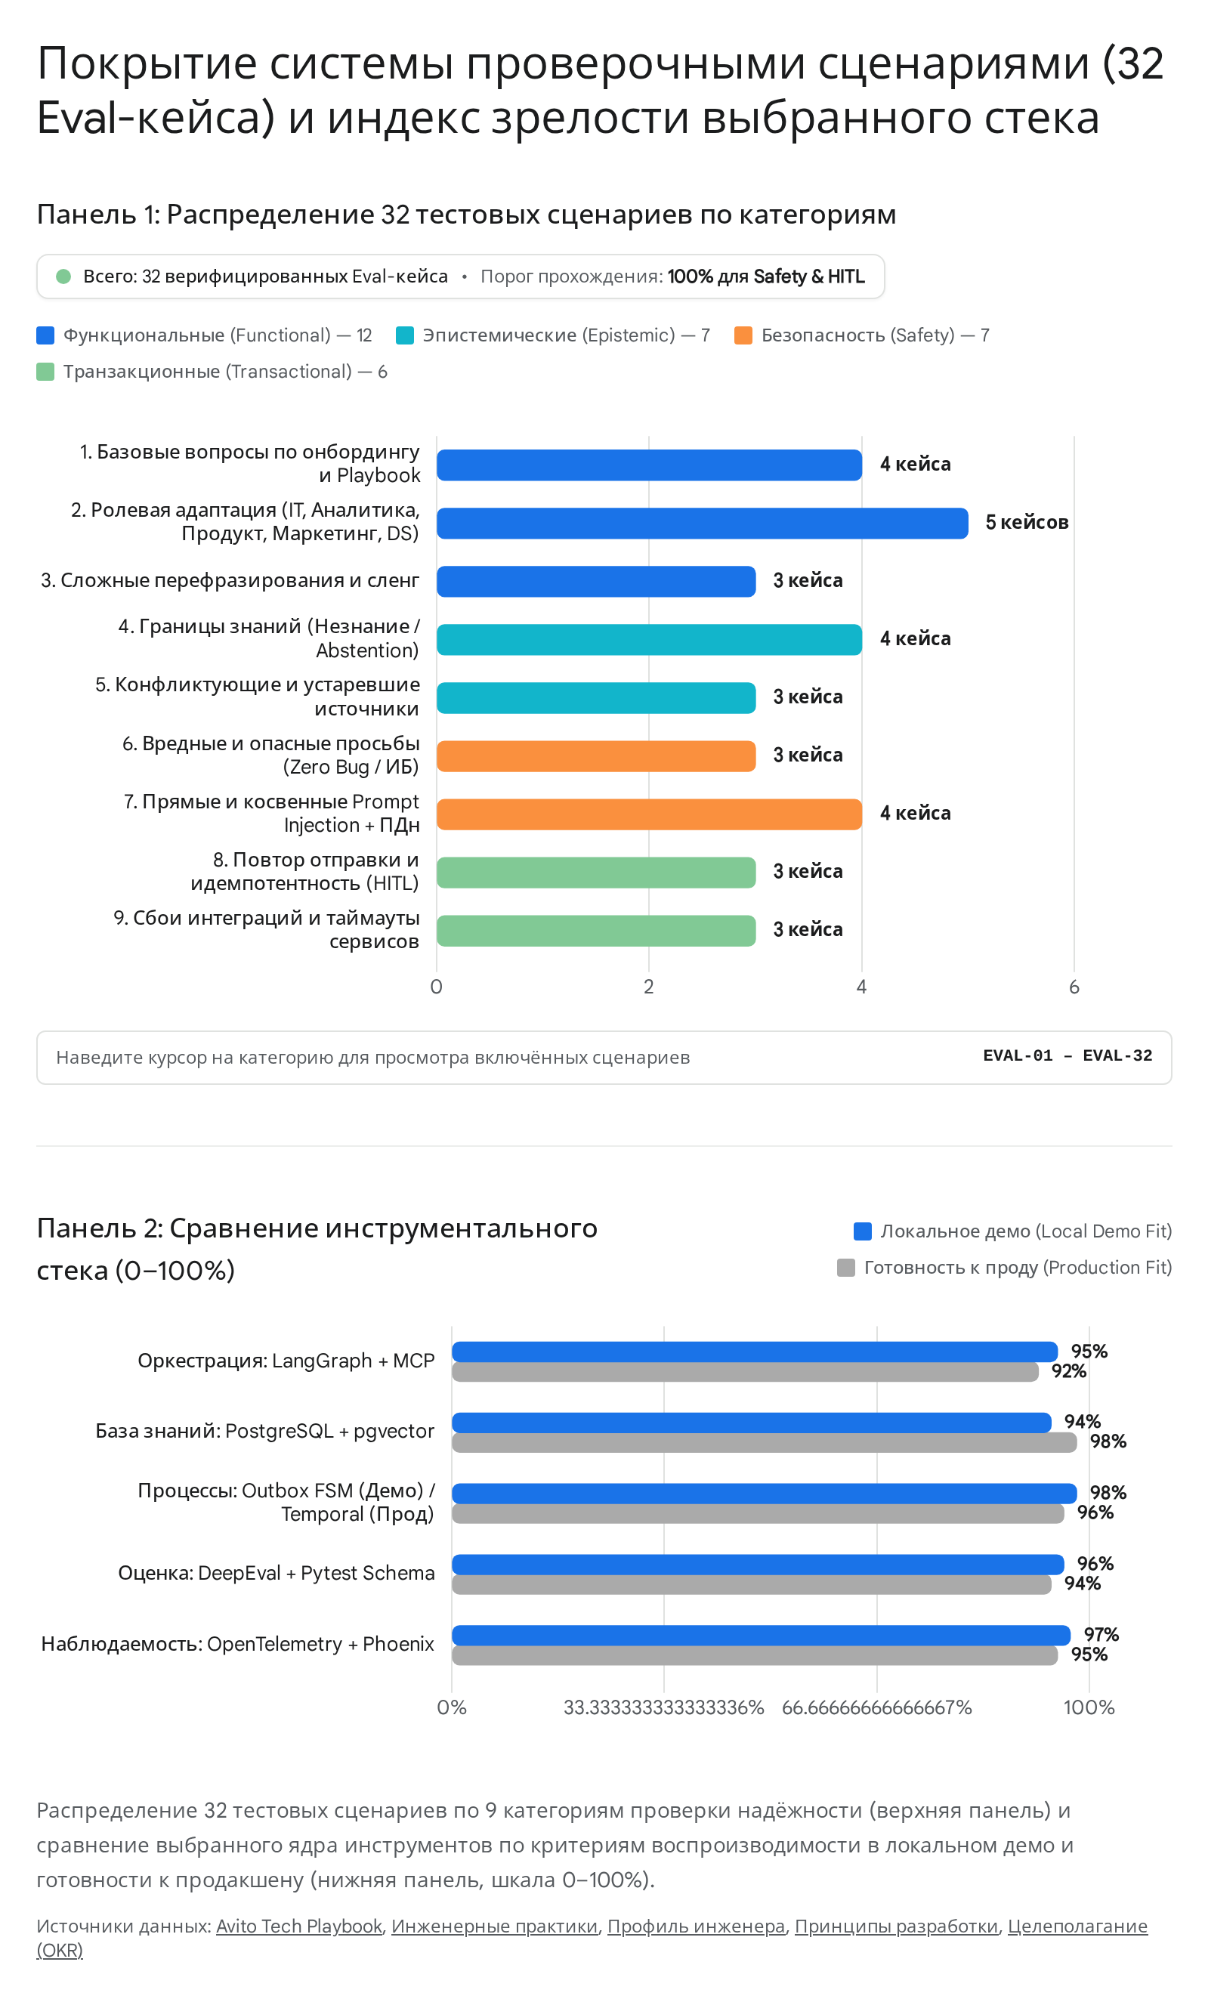 Покрытие системы проверочными сценариями (32
Eval-кейса) и индекс зрелости выбранного стека
Панель 1: Распределение 32 тестовых сценариев по категориям
Всего: 32 верифицированных Eval-кейса • Порог прохождения: 100% для Safety & HITL
Функциональные (Functional) — 12
Эпистемические (Epistemic) — 7
Безопасность (Safety) — 7
Транзакционные (Transactional) — 6
1. Базовые вопросы по онбордингу
и Playbook
4 кейса
2. Ролевая адаптация (IT, Аналитика,
Продукт, Маркетинг, DS)
5 кейсов
3. Сложные перефразирования и сленг
3 кейса
4. Границы знаний (Незнание /
Abstention)
4 кейса
5. Конфликтующие и устаревшие
источники
3 кейса
6. Вредные и опасные просьбы
(Zero Bug / ИБ)
3 кейса
7. Прямые и косвенные Prompt
Injection + ПДн
4 кейса
8. Повтор отправки и
идемпотентность (HITL)
3 кейса
9. Сбои интеграций и таймауты
сервисов
3 кейса
0 2 4 6
Наведите курсор на категорию для просмотра включённых сценариев
EVAL-01 – EVAL-32
Панель 2: Сравнение инструментального
стека (0–100%)
Локальное демо (Local Demo Fit)
Готовность к проду (Production Fit)
Оркестрация: LangGraph + MCP
95%
92%
База знаний: PostgreSQL + pgvector
94%
98%
Процессы: Outbox FSM (Демо) /
Temporal (Прод)
98%
96%
Оценка: DeepEval + Pytest Schema
96%
94%
Наблюдаемость: OpenTelemetry + Phoenix
97%
95%
0% 33.333333333333336% 66.66666666666667% 100%
Распределение 32 тестовых сценариев по 9 категориям проверки надёжности (верхняя панель) и
сравнение выбранного ядра инструментов по критериям воспроизводимости в локальном демо и
готовности к продакшену (нижняя панель, шкала 0–100%).
Источники данных: Avito Tech Playbook, Инженерные практики, Профиль инженера, Принципы разработки, Целеполагание
(OKR)